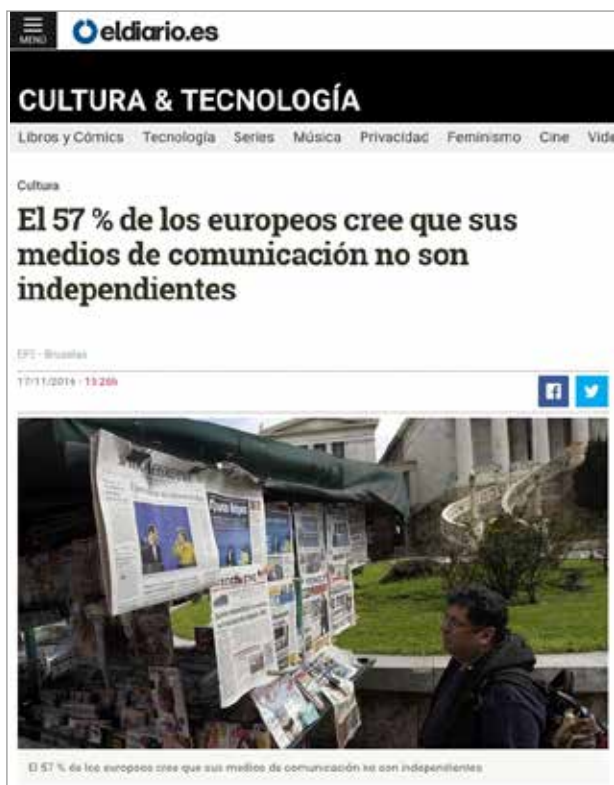 MENÚ
eldiario.es
CULTURA & TECNOLOGÍA
Libros y Cómics Tecnología Series Música Privacidad Feminismo Cine Vide
Cultura
El 57 % de los europeos cree que sus
medios de comunicación no son
independientes
EFE - Bruselas
17/11/2016 - 13:26h
El 57 % de los europeos cree que sus medios de comunicación no son independientes